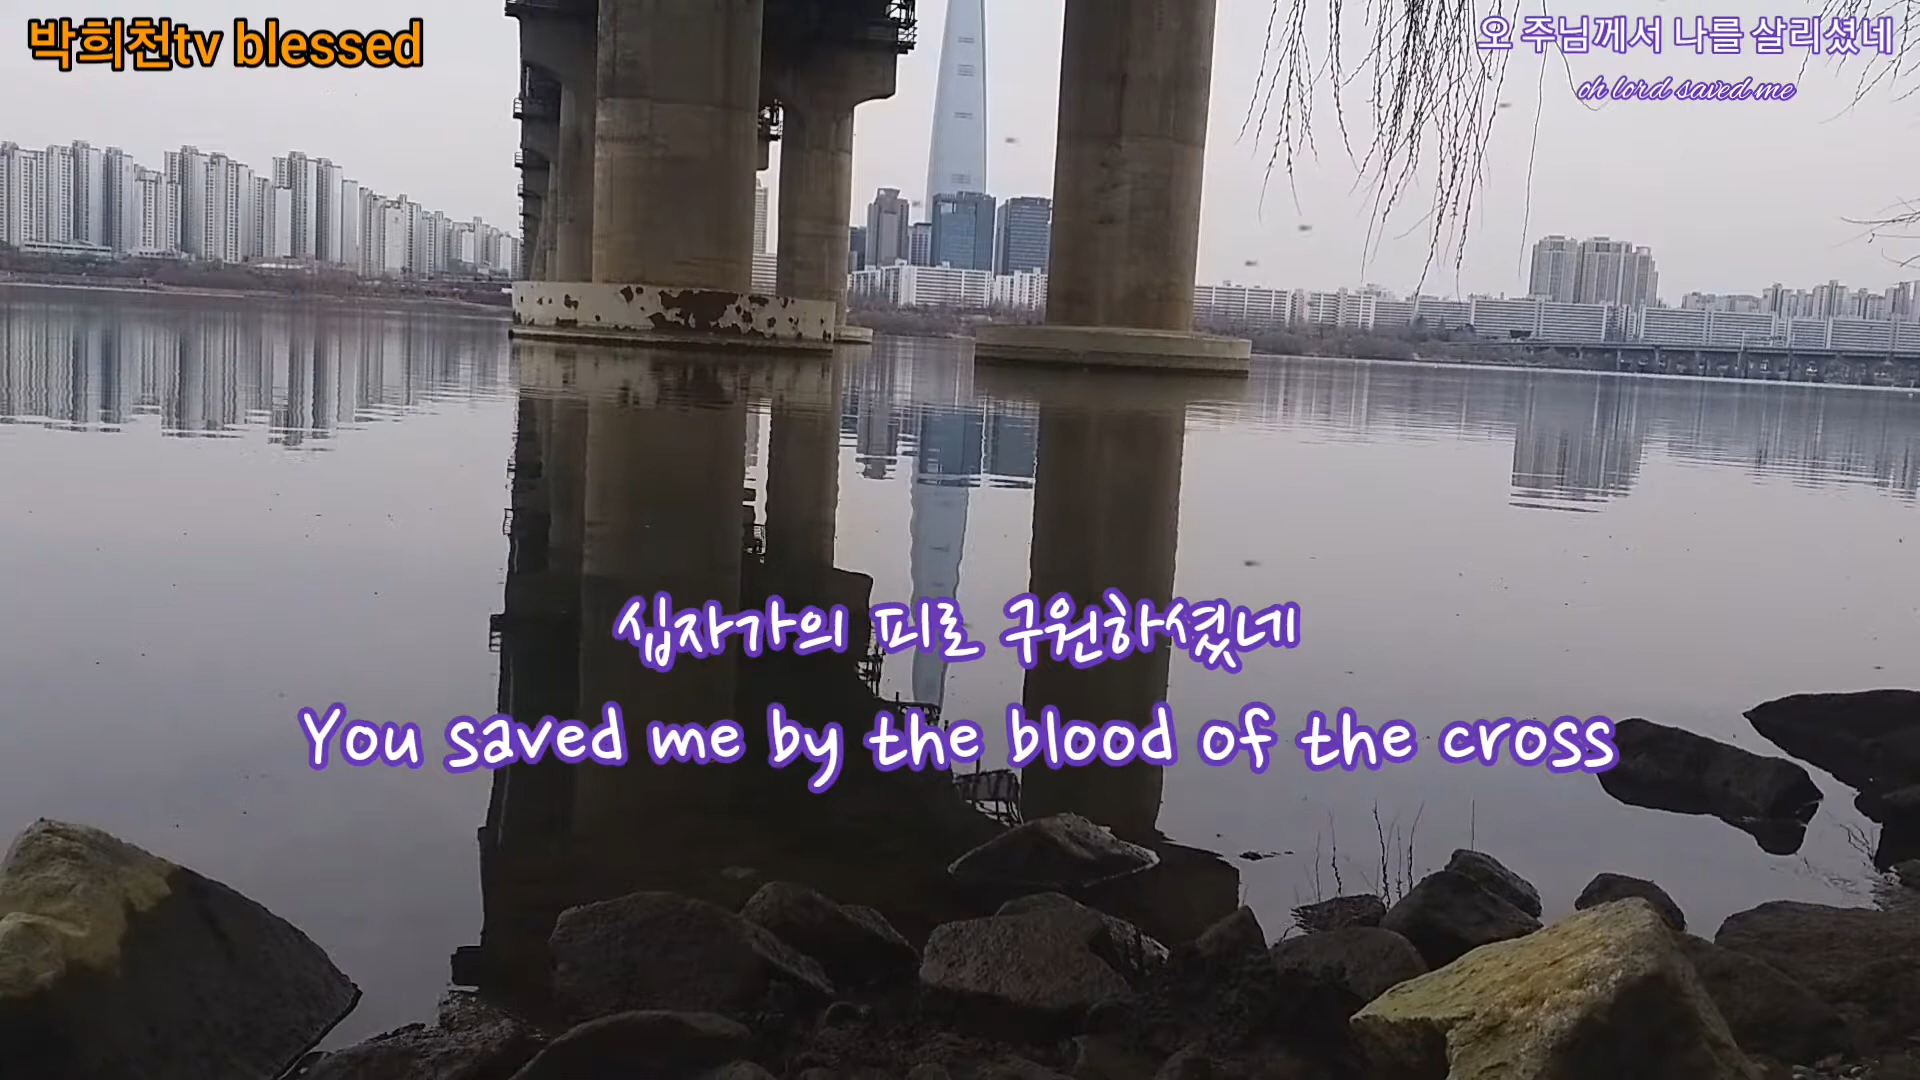 박희천tv blessed
오 주님께서 나를 살리셨네
oh lord saved me
십자가의 피로 구원하셨네
You saved me by the blood of the cross